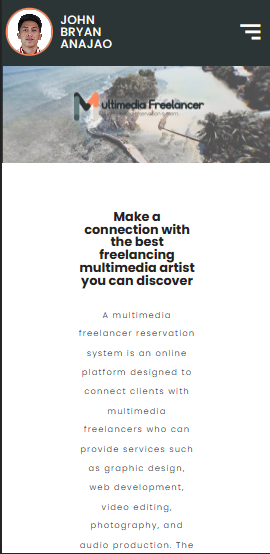 JOHN
BRYAN
ANAJAO
Multimedia Freelancer
Make a
connection with
the best
freelancing
multimedia artist
you can discover
A multimedia
freelancer reservation
system is an online
platform designed to
connect clients with
multimedia
freelancers who can
provide services such
as graphic design,
web development,
video editing,
photography, and
audio production. The